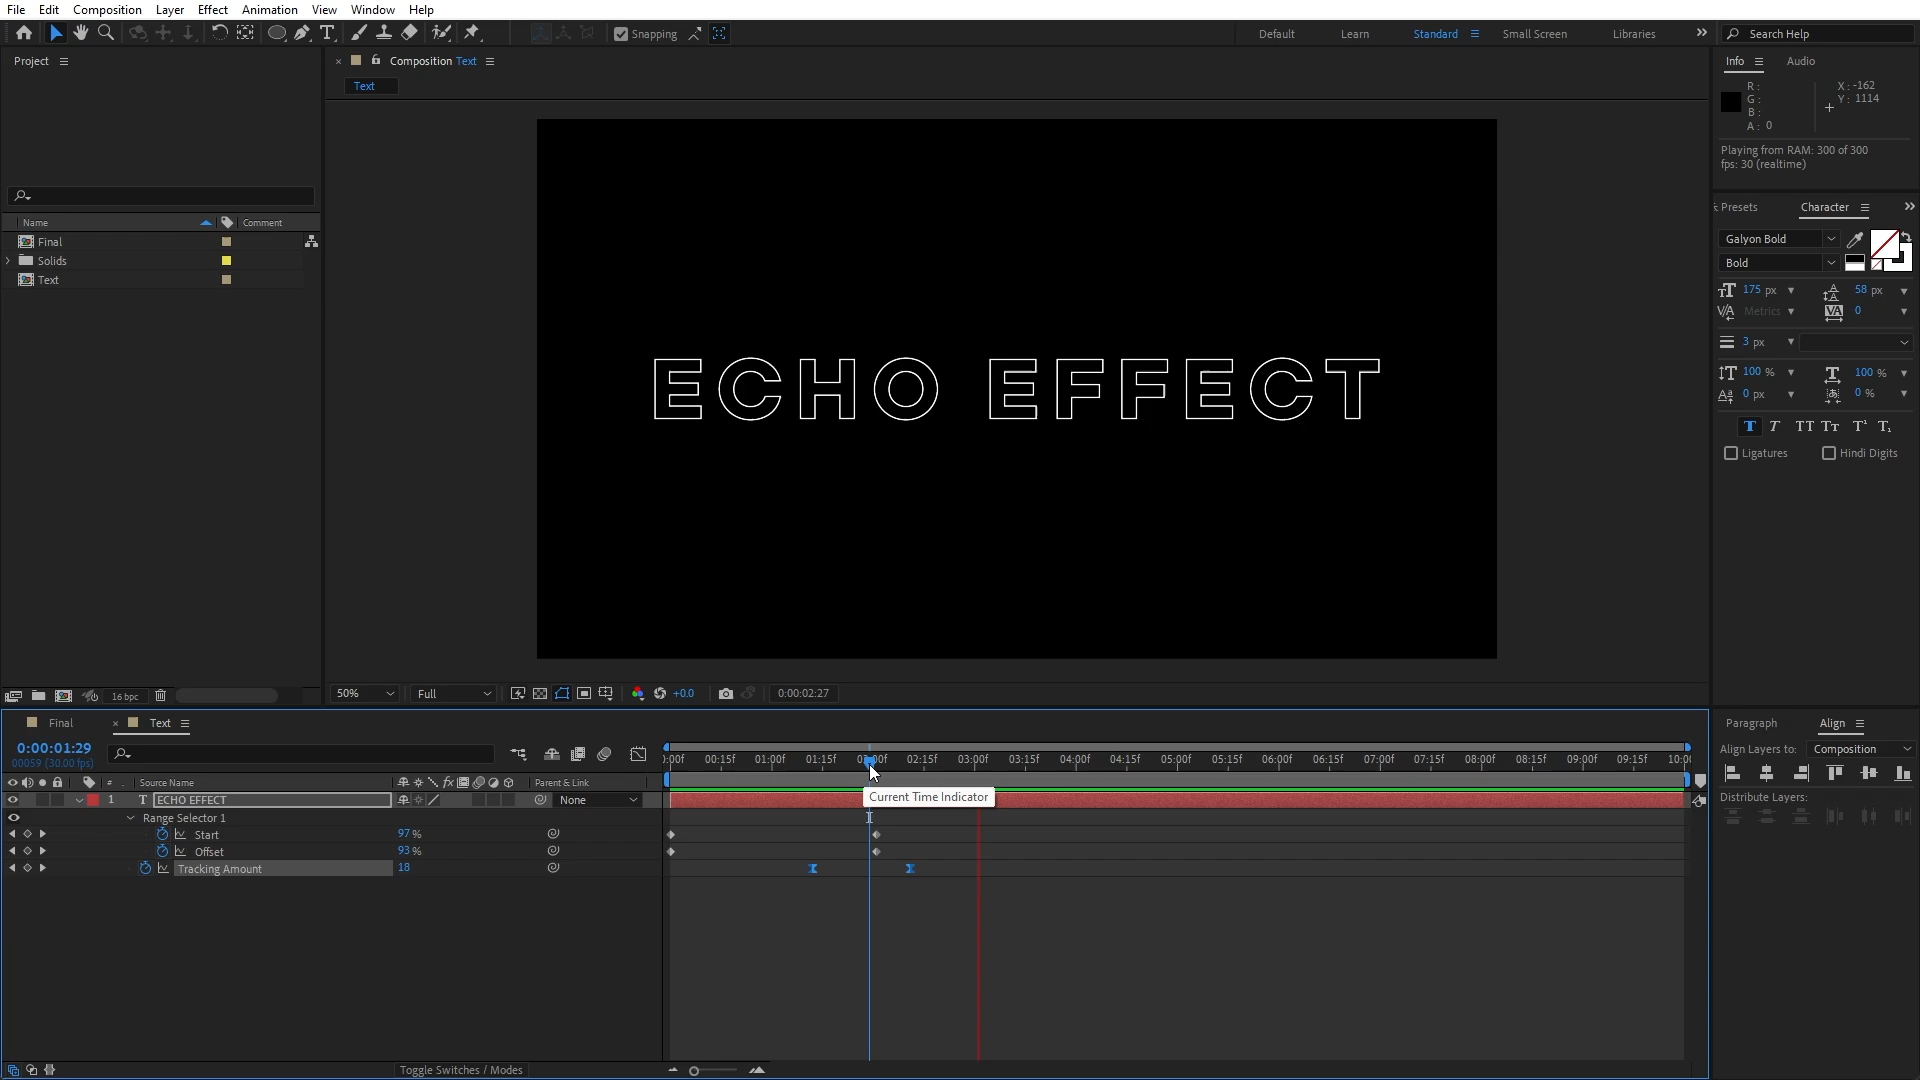 File Edit Composition Layer Effect Animation View Window Help
Snapping
Default Learn Standard Small Screen Libraries Search Help
Project
Composition Text
Text
Info Audio
R:
G:
B:
A: 0
X: -162
Y: 1114
Playing from RAM: 300 of 300
fps: 30 (realtime)
Presets Character
Galyon Bold
Bold
175 px 58 px
Metrics 0
3 px
100 % 100 %
0 px 0 %
T T TT Tт T¹ T₁
Ligatures Hindi Digits
Name Comment
Final
Solids
Text
ECHO EFFECT
16 bpc
50% Full +0.0 0:00:02:27
Final Text
0:00:01:29
00059 (30.00 fps)
:00f 00:15f 01:00f 01:15f 02:00f 02:15f 03:00f 03:15f 04:00f 04:15f 05:00f 05:15f 06:00f 06:15f 07:00f 07:15f 08:00f 08:15f 09:00f 09:15f 10:0
# Source Name fx Parent & Link
1 T ECHO EFFECT None
Current Time Indicator
Range Selector 1
Start 97 %
Offset 93 %
Tracking Amount 18
Toggle Switches / Modes
Paragraph Align
Align Layers to: Composition
Distribute Layers: